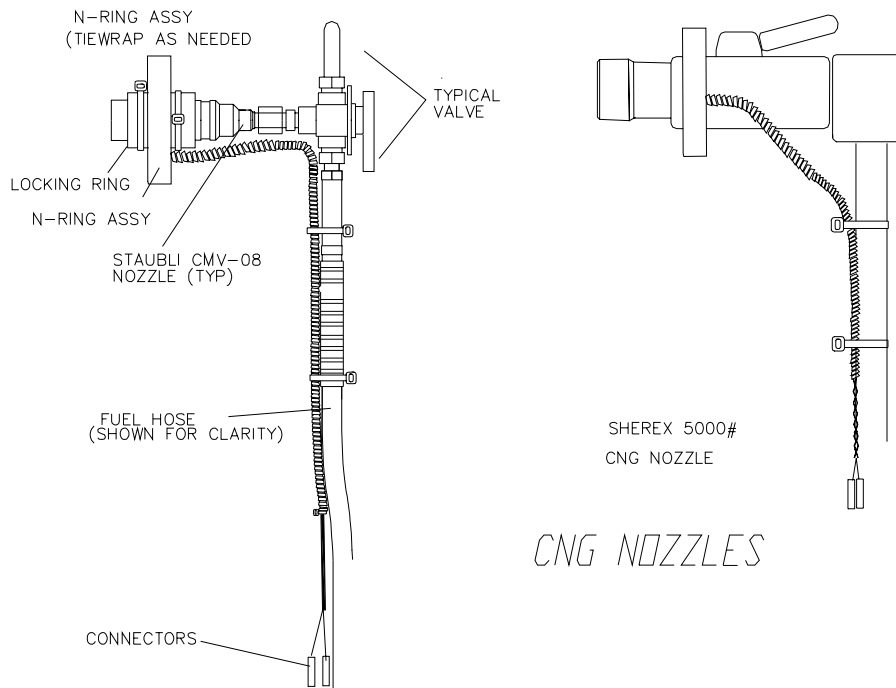 N-RING ASSY
(TIEWRAP AS NEEDED
TYPICAL
VALVE
LOCKING RING
N-RING ASSY
STAUBLI CMV-08
NOZZLE (TYP)
FUEL HOSE
(SHOWN FOR CLARITY)
SHEREX 5000#
CNG NOZZLE
CNG NOZZLES
CONNECTORS